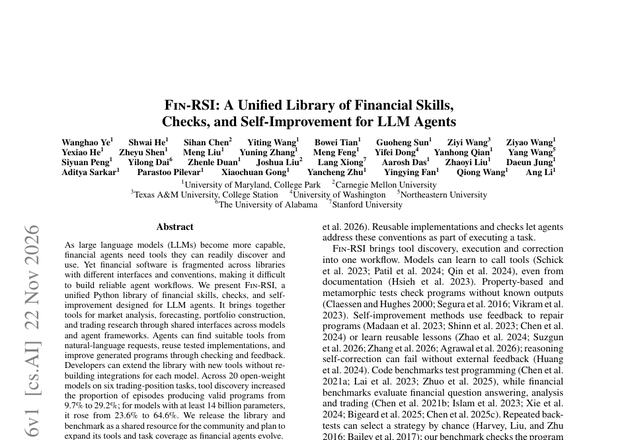 FIN-RSI: A Unified Library of Financial Skills,
Checks, and Self-Improvement for LLM Agents
Wanghao Ye¹ Shwai He¹ Sihan Chen² Yiting Wang¹ Bowei Tian¹ Guoheng Sun¹ Ziyi Wang³ Ziyao Wang¹
Yexiao He¹ Zheyu Shen¹ Meng Liu¹ Yuning Zhang¹ Meng Feng¹ Yifei Dong⁴ Yanhong Qian¹ Yang Wang⁵
Siyuan Peng¹ Yilong Dai⁶ Zhenle Duan¹ Joshua Liu² Lang Xiong⁷ Aarosh Das¹ Zhaoyi Liu¹ Daeun Jung¹
Aditya Sarkar¹ Parastoo Pilevar¹ Xiaochuan Gong¹ Yancheng Zhu¹ Yingying Fan¹ Qiong Wang¹ Ang Li¹
¹University of Maryland, College Park ²Carnegie Mellon University
³Texas A&M University, College Station ⁴University of Washington ⁵Northeastern University
⁶The University of Alabama ⁷Stanford University
Abstract
As large language models (LLMs) become more capable,
financial agents need tools they can readily discover and
use. Yet financial software is fragmented across libraries
with different interfaces and conventions, making it difficult
to build reliable agent workflows. We present FIN-RSI, a
unified Python library of financial skills, checks, and self-
improvement designed for LLM agents. It brings together
tools for market analysis, forecasting, portfolio construction,
and trading research through shared interfaces across models
and agent frameworks. Agents can find suitable tools from
natural-language requests, reuse tested implementations, and
improve generated programs through checking and feedback.
Developers can extend the library with new tools without re-
building integrations for each model. Across 20 open-weight
models on six trading-position tasks, tool discovery increased
the proportion of episodes producing valid programs from
9.7% to 29.2%; for models with at least 14 billion parameters,
it rose from 23.6% to 64.6%. We release the library and
benchmark as a shared resource for the community and plan to
expand its tools and task coverage as financial agents evolve.
et al. 2026). Reusable implementations and checks let agents
address these conventions as part of executing a task.
FIN-RSI brings tool discovery, execution and correction
into one workflow. Models can learn to call tools (Schick
et al. 2023; Patil et al. 2024; Qin et al. 2024), even from
documentation (Hsieh et al. 2023). Property-based and
metamorphic tests check programs without known outputs
(Claessen and Hughes 2000; Segura et al. 2016; Vikram et al.
2023). Self-improvement methods use feedback to repair
programs (Madaan et al. 2023; Shinn et al. 2023; Chen et al.
2024) or learn reusable lessons (Zhao et al. 2024; Suzgun
et al. 2026; Zhang et al. 2026; Agrawal et al. 2026); reasoning
self-correction can fail without external feedback (Huang
et al. 2024). Code benchmarks test programming (Chen et al.
2021a; Lai et al. 2023; Zhuo et al. 2025), while financial
benchmarks evaluate financial question answering, analysis
and trading (Chen et al. 2021b; Islam et al. 2023; Xie et al.
2024; Bigeard et al. 2025; Chen et al. 2025c). Repeated back-
tests can select a strategy by chance (Harvey, Liu, and Zhu
2016; Bailey et al. 2017); our benchmark checks the program
6v1 [cs.AI] 22 Nov 2026